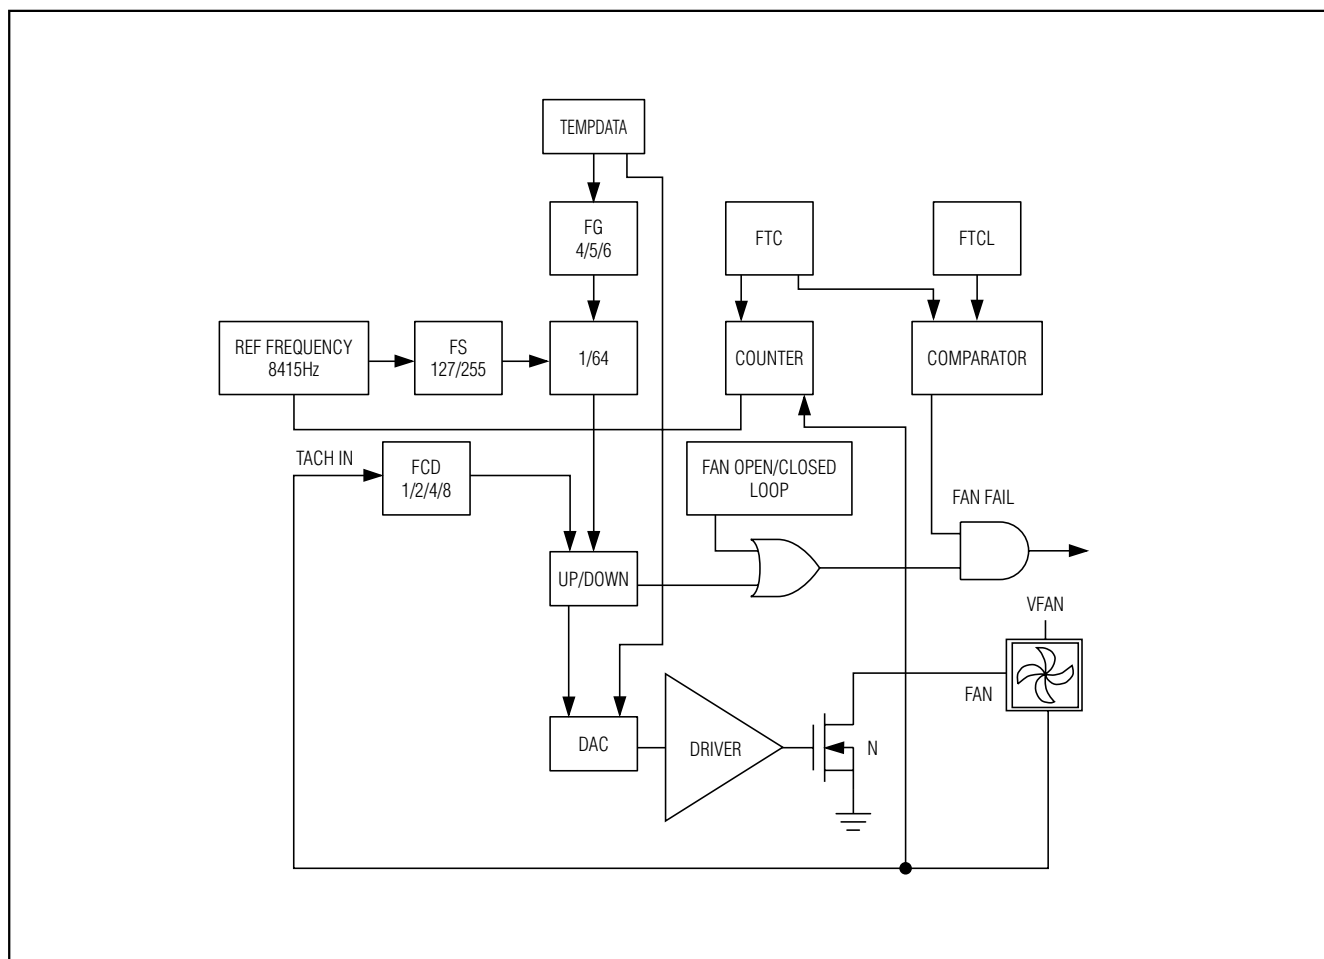 TEMPDATA
FG
4/5/6
FTC
FTCL
REF FREQUENCY
8415Hz
FS
127/255
1/64
COUNTER
COMPARATOR
TACH IN
FCD
1/2/4/8
FAN OPEN/CLOSED
LOOP
FAN FAIL
UP/DOWN
VFAN
FAN
DAC
DRIVER
N